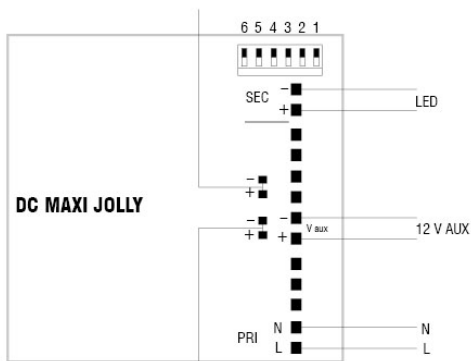 6 5 4 3 2 1
SEC
-
+
LED
-
+
DC MAXI JOLLY
-
+
-
+
V aux
12 V AUX
PRI
N
L
N
L